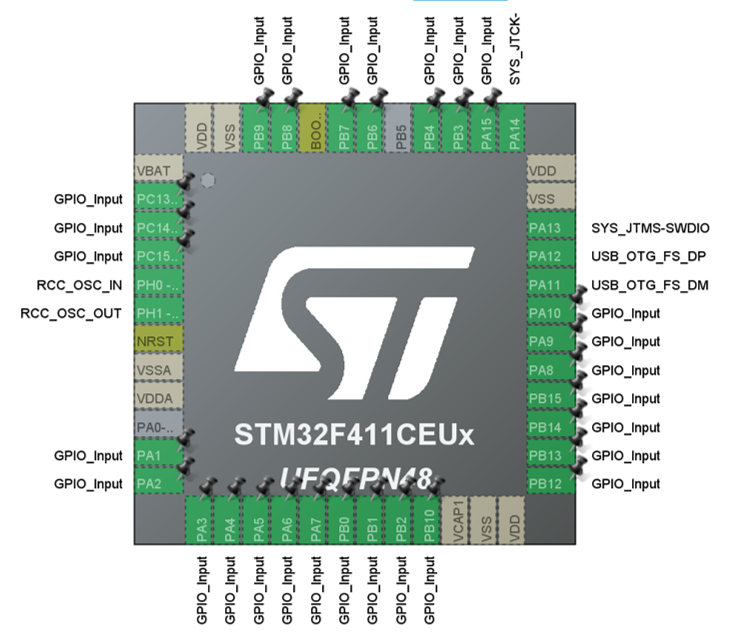 GPIO_Input
GPIO_Input
GPIO_Input
GPIO_Input
GPIO_Input
GPIO_Input
GPIO_Input
SYS_JTCK-
VDD
VSS
PB9
PB8
BOO..
PB7
PB6
PB5
PB4
PB3
PA15
PA14
VBAT
VDD
GPIO_Input PC13..
VSS
GPIO_Input PC14..
PA13 SYS_JTMS-SWDIO
GPIO_Input PC15..
PA12 USB_OTG_FS_DP
RCC_OSC_IN PH0 -..
PA11 USB_OTG_FS_DM
RCC_OSC_OUT PH1 -..
PA10 GPIO_Input
NRST
PA9 GPIO_Input
VSSA
PA8 GPIO_Input
VDDA
PB15 GPIO_Input
PA0-..
PB14 GPIO_Input
GPIO_Input PA1
PB13 GPIO_Input
GPIO_Input PA2
PB12 GPIO_Input
ST
STM32F411CEUx
UFQFPN48
PA3
PA4
PA5
PA6
PA7
PB0
PB1
PB2
PB10
VCAP1
VSS
VDD
GPIO_Input
GPIO_Input
GPIO_Input
GPIO_Input
GPIO_Input
GPIO_Input
GPIO_Input
GPIO_Input
GPIO_Input